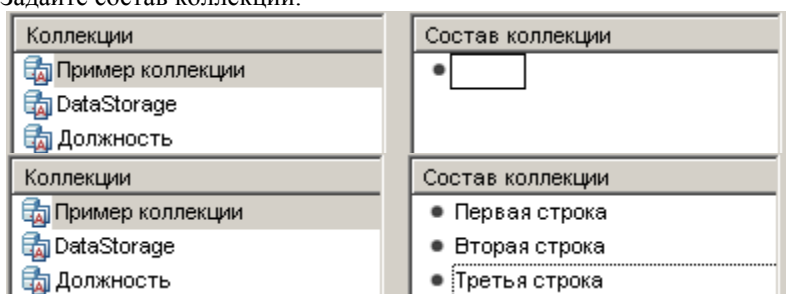 Задайте состав коллекции:
Коллекции Состав коллекции
Пример коллекции
DataStorage
Должность
Коллекции Состав коллекции
Пример коллекции Первая строка
DataStorage Вторая строка
Должность Третья строка